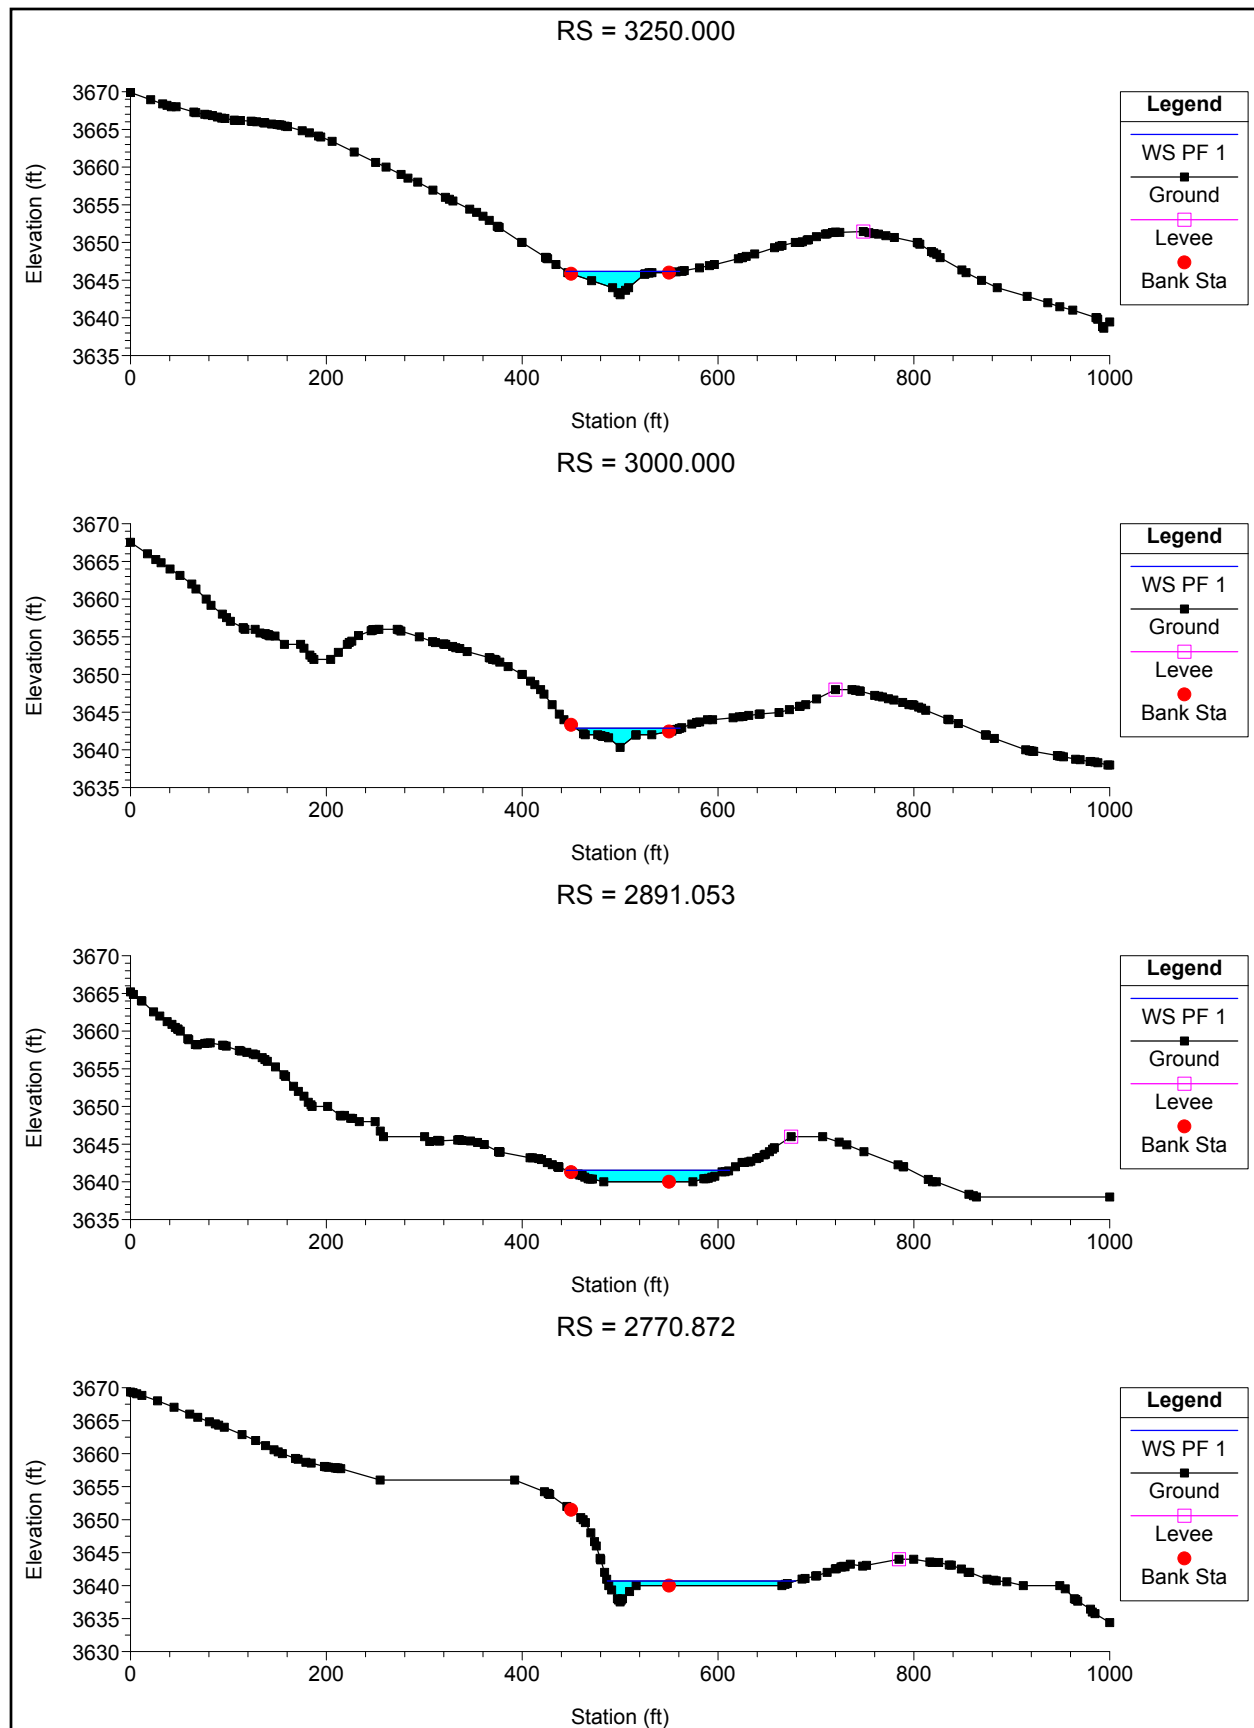 RS = 3250.000
3670
3665
3660
3655
3650
3645
3640
3635
Elevation (ft)
0 200 400 600 800 1000
Station (ft)
Legend
WS PF 1
Ground
Levee
Bank Sta
RS = 3000.000
3670
3665
3660
3655
3650
3645
3640
3635
Elevation (ft)
0 200 400 600 800 1000
Station (ft)
Legend
WS PF 1
Ground
Levee
Bank Sta
RS = 2891.053
3670
3665
3660
3655
3650
3645
3640
3635
Elevation (ft)
0 200 400 600 800 1000
Station (ft)
Legend
WS PF 1
Ground
Levee
Bank Sta
RS = 2770.872
3670
3665
3660
3655
3650
3645
3640
3635
3630
Elevation (ft)
0 200 400 600 800 1000
Station (ft)
Legend
WS PF 1
Ground
Levee
Bank Sta